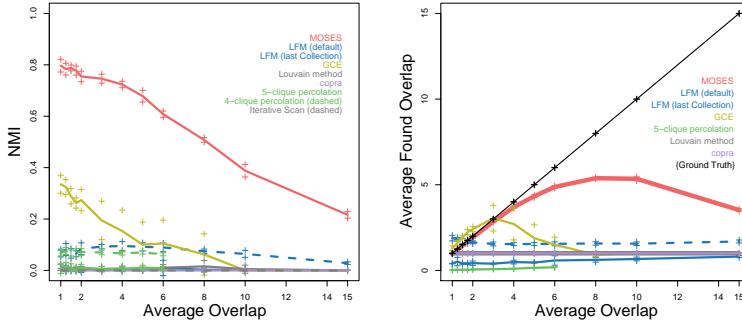 1.0
0.8
0.6
0.4
0.2
0.0
NMI
MOSES
LFM (default)
LFM (last Collection)
GCE
Louvain method
copra
5−clique percolation
4−clique percolation (dashed)
Iterative Scan (dashed)
1 2 4 6 8 10 12 14 15
Average Overlap
15
10
5
0
Average Found Overlap
MOSES
LFM (default)
LFM (last Collection)
GCE
5−clique percolation
Louvain method
copra
{Ground Truth}
1 2 4 6 8 10 12 14 15
Average Overlap